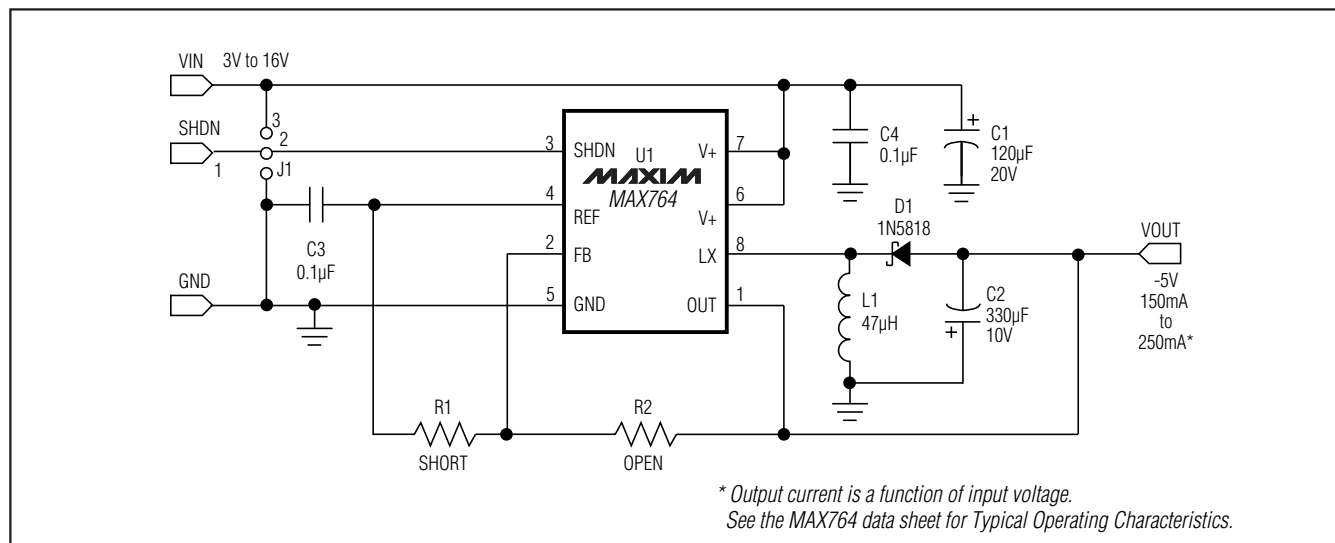 VIN 3V to 16V
SHDN
1
3
2
J1
C3
0.1µF
GND
3 SHDN
4 REF
2 FB
5 GND
U1
MAXIM
MAX764
V+ 7
V+ 6
LX 8
OUT 1
C4
0.1µF
+
C1
120µF
20V
D1
1N5818
L1
47µH
C2
330µF
10V
+
VOUT
-5V
150mA
to
250mA*
R1
SHORT
R2
OPEN
* Output current is a function of input voltage.
See the MAX764 data sheet for Typical Operating Characteristics.